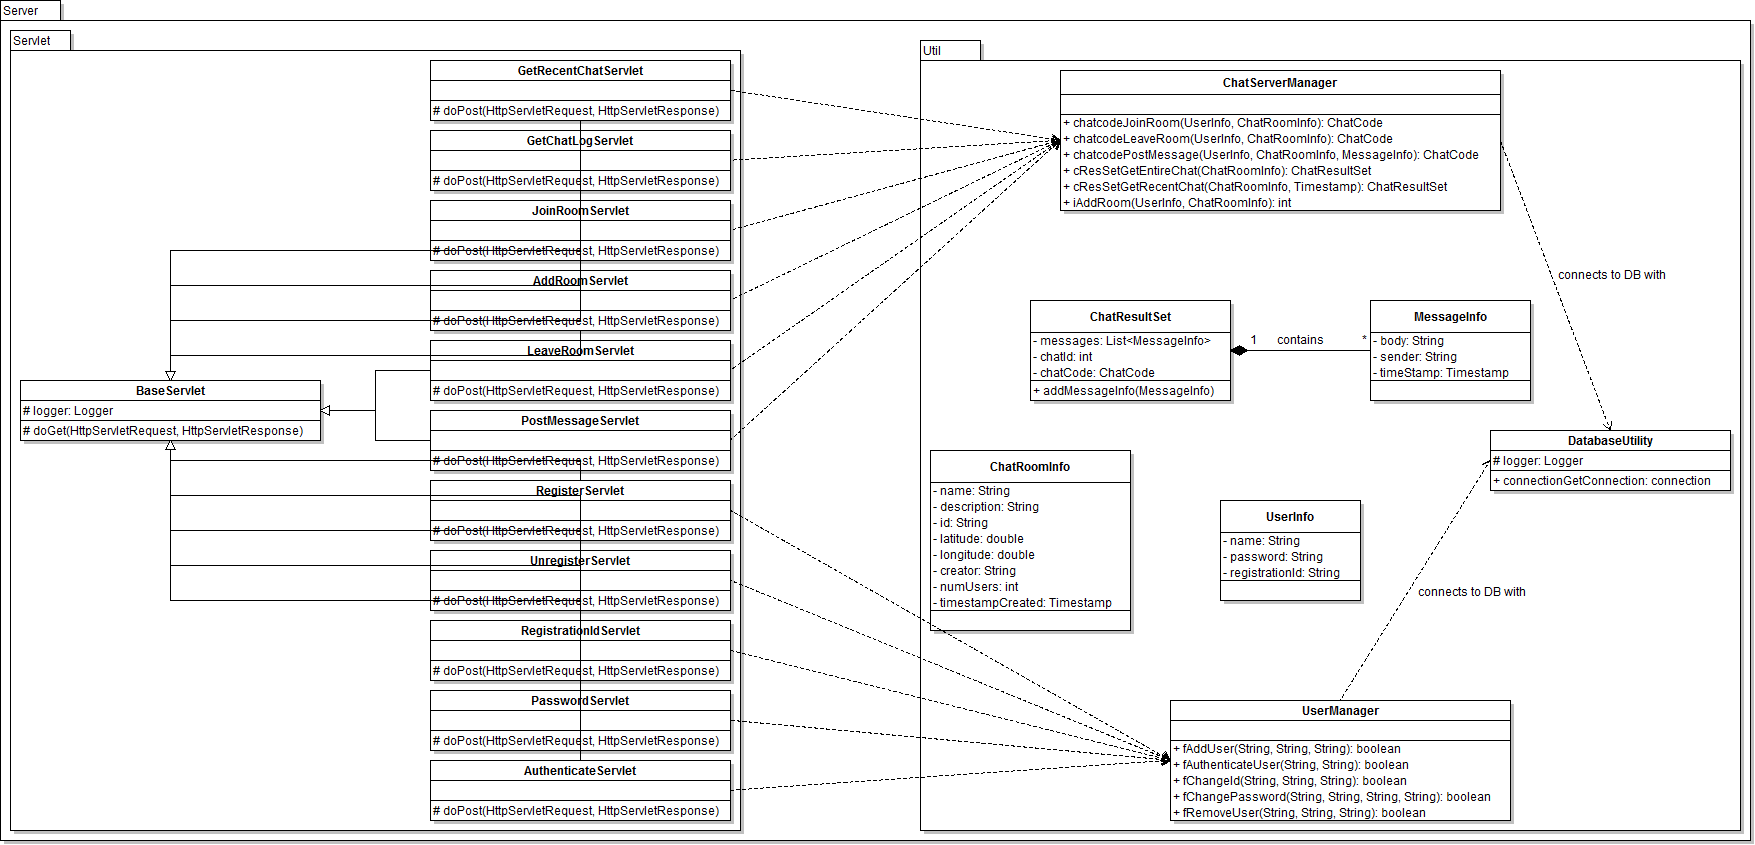 Server
Servlet
GetRecentChatServlet
# doPost(HttpServletRequest, HttpServletResponse)
GetChatLogServlet
# doPost(HttpServletRequest, HttpServletResponse)
JoinRoomServlet
# doPost(HttpServletRequest, HttpServletResponse)
AddRoomServlet
# doPost(HttpServletRequest, HttpServletResponse)
LeaveRoomServlet
# doPost(HttpServletRequest, HttpServletResponse)
BaseServlet
# logger: Logger
# doGet(HttpServletRequest, HttpServletResponse)
PostMessageServlet
# doPost(HttpServletRequest, HttpServletResponse)
RegisterServlet
# doPost(HttpServletRequest, HttpServletResponse)
UnregisterServlet
# doPost(HttpServletRequest, HttpServletResponse)
RegistrationIdServlet
# doPost(HttpServletRequest, HttpServletResponse)
PasswordServlet
# doPost(HttpServletRequest, HttpServletResponse)
AuthenticateServlet
# doPost(HttpServletRequest, HttpServletResponse)
Util
ChatServerManager
+ chatcodeJoinRoom(UserInfo, ChatRoomInfo): ChatCode
+ chatcodeLeaveRoom(UserInfo, ChatRoomInfo): ChatCode
+ chatcodePostMessage(UserInfo, ChatRoomInfo, MessageInfo): ChatCode
+ cResSetGetEntireChat(ChatRoomInfo): ChatResultSet
+ cResSetGetRecentChat(ChatRoomInfo, Timestamp): ChatResultSet
+ iAddRoom(UserInfo, ChatRoomInfo): int
connects to DB with
ChatResultSet
- messages: List<MessageInfo>
- chatId: int
- chatCode: ChatCode
+ addMessageInfo(MessageInfo)
1 contains *
MessageInfo
- body: String
- sender: String
- timeStamp: Timestamp
DatabaseUtility
# logger: Logger
+ connectionGetConnection: connection
ChatRoomInfo
- name: String
- description: String
- id: String
- latitude: double
- longitude: double
- creator: String
- numUsers: int
- timestampCreated: Timestamp
UserInfo
- name: String
- password: String
- registrationId: String
connects to DB with
UserManager
+ fAddUser(String, String, String): boolean
+ fAuthenticateUser(String, String): boolean
+ fChangeId(String, String, String): boolean
+ fChangePassword(String, String, String, String): boolean
+ fRemoveUser(String, String, String): boolean